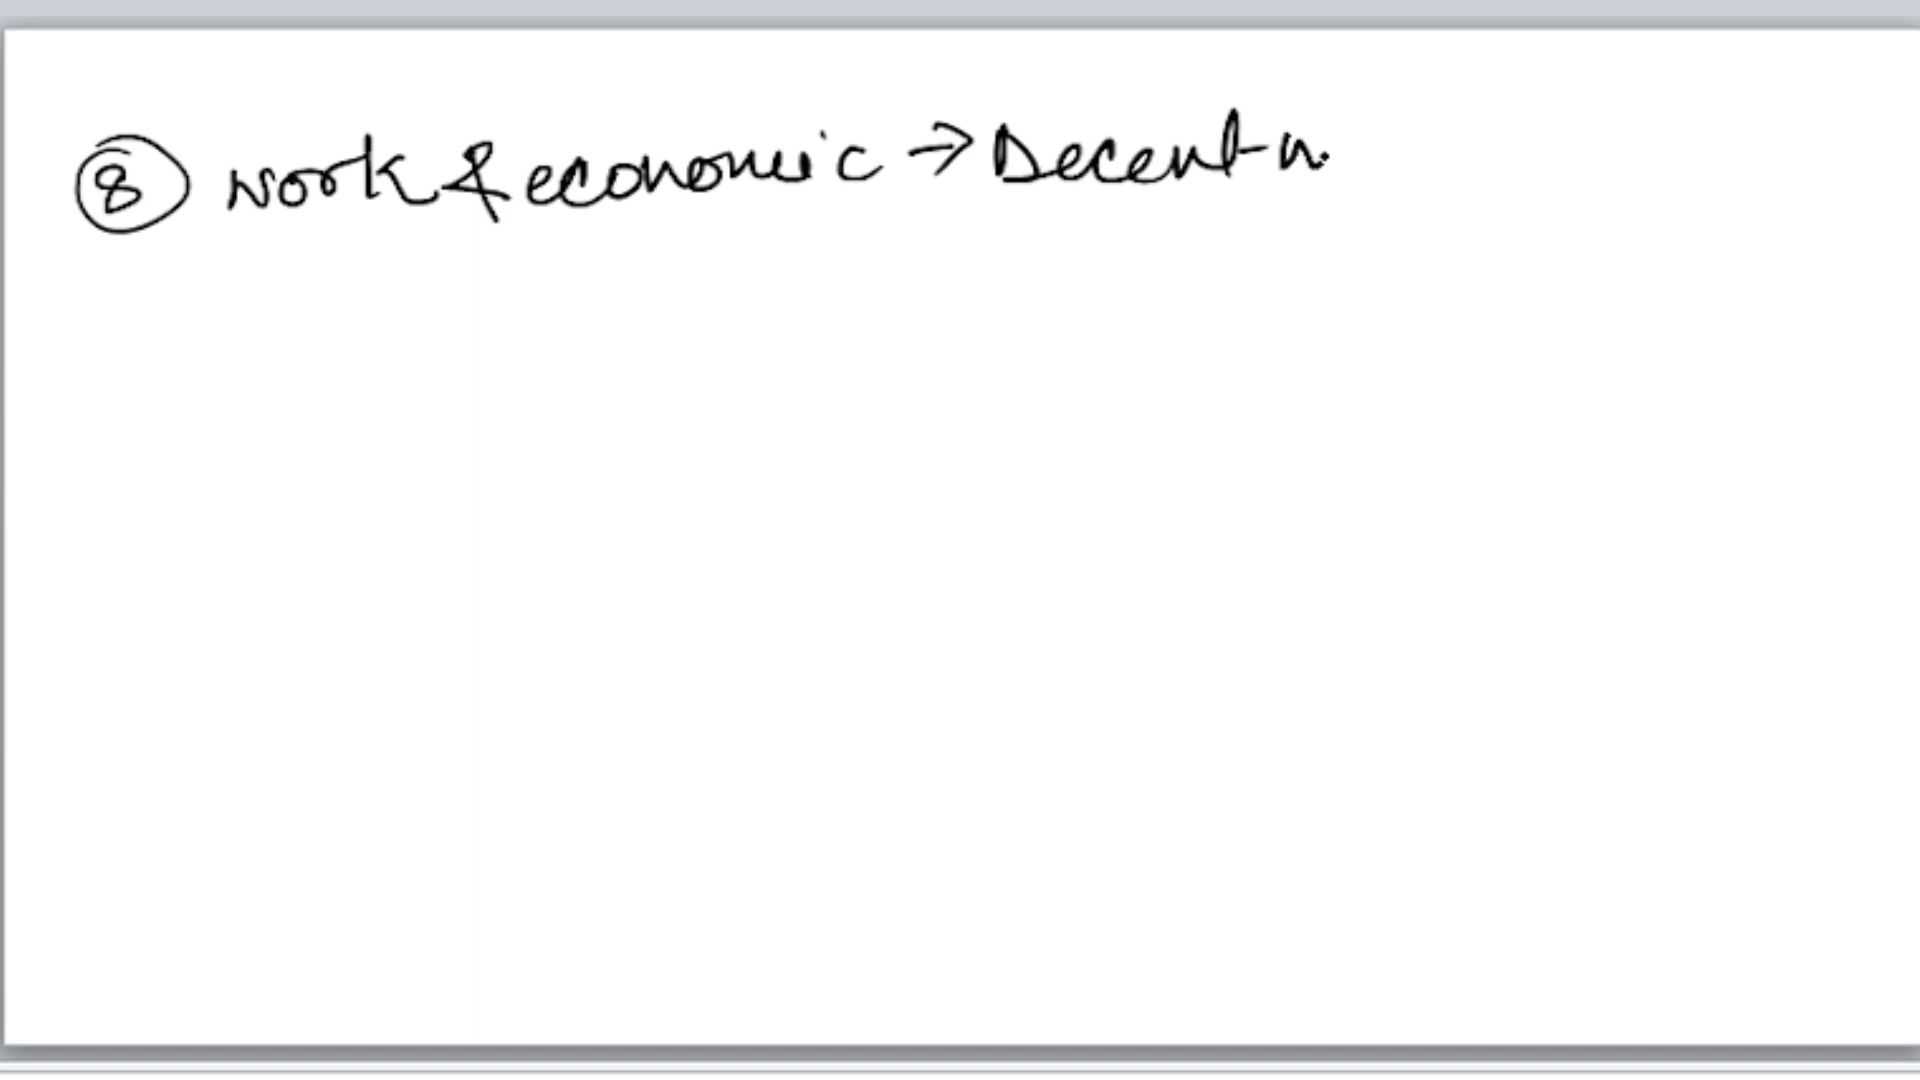 ⑧ work & economic → Decent w.